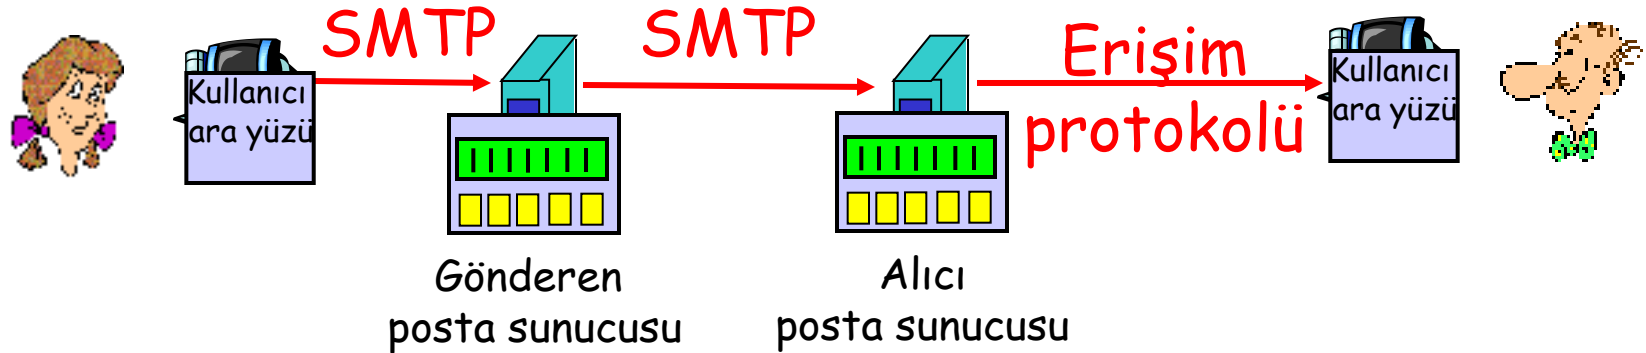 SMTP
SMTP
Erişim
protokolü
Kullanıcı
ara yüzü
Kullanıcı
ara yüzü
Gönderen
posta sunucusu
Alıcı
posta sunucusu